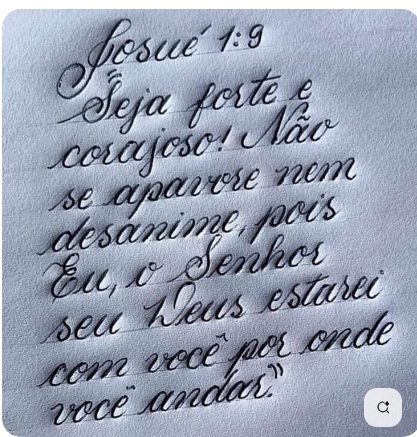 Josué 1:9
"Seja forte e
corajoso! Não
se apavore nem
desanime, pois
Eu, o Senhor
seu Deus estarei
com você por onde
você andar."